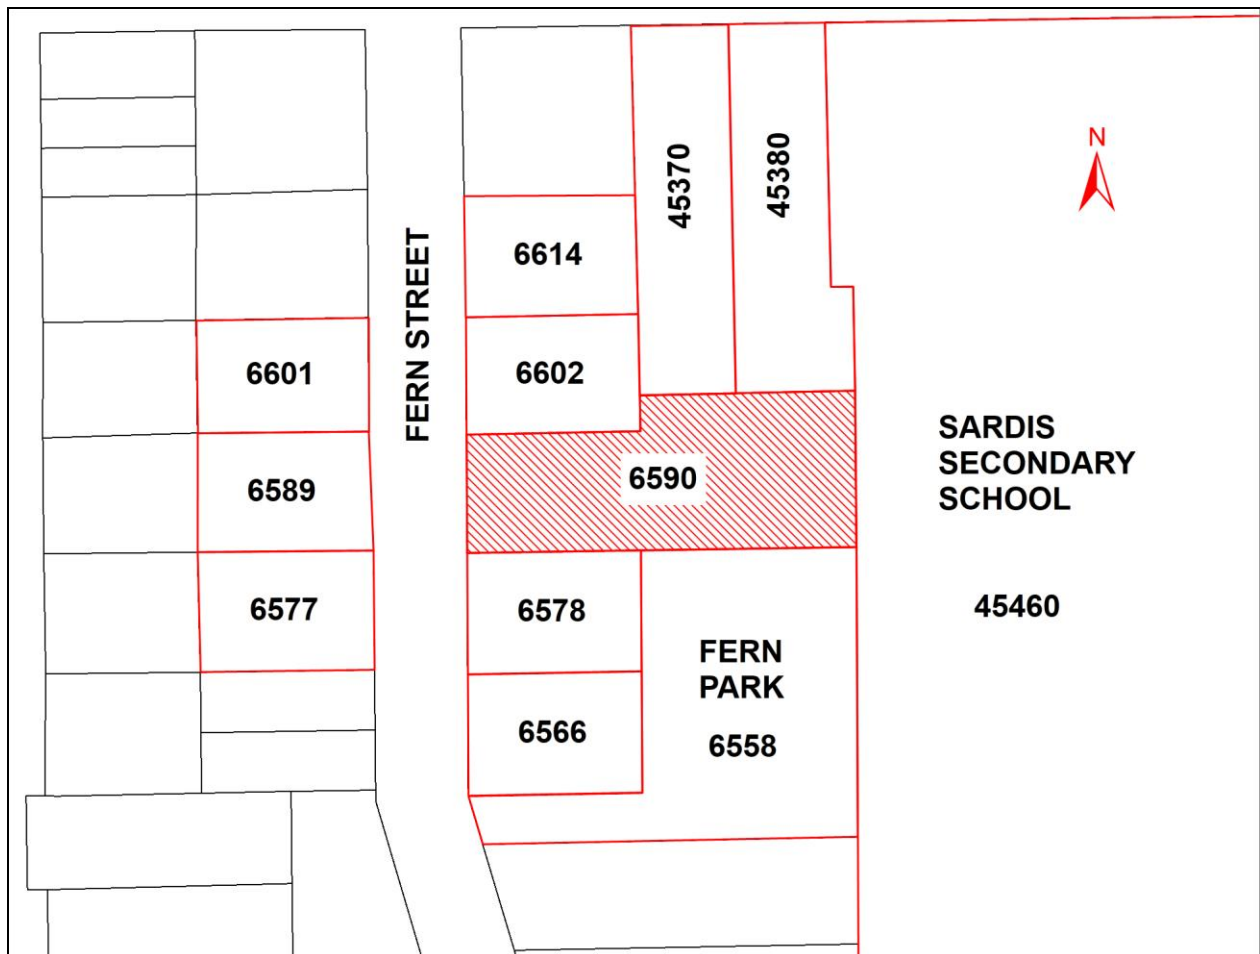 N
45370
45380
6614
FERN STREET
6601
6602
SARDIS
SECONDARY
SCHOOL
6590
6589
6577
6578
45460
FERN
PARK
6566
6558